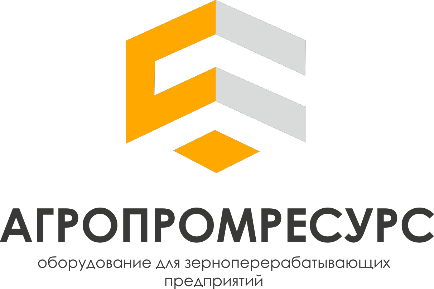 АГРОПРОМРЕСУРС
оборудование для зерноперерабатывающих
предприятий